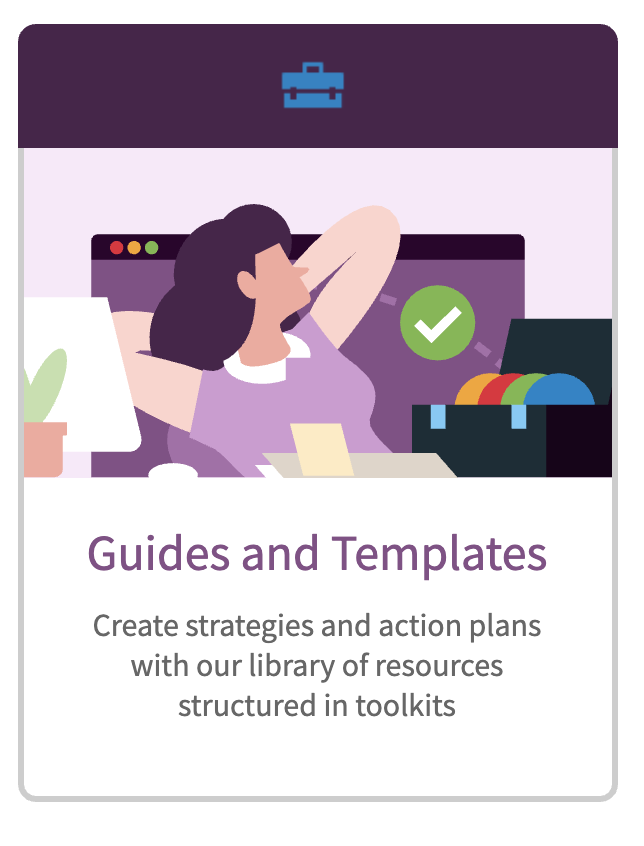 Guides and Templates
Create strategies and action plans
with our library of resources
structured in toolkits